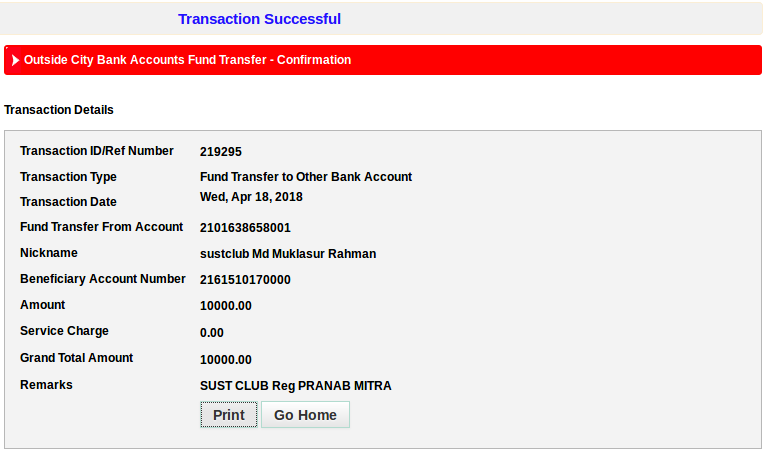 Transaction Successful
Outside City Bank Accounts Fund Transfer - Confirmation
Transaction Details
Transaction ID/Ref Number 219295
Transaction Type Fund Transfer to Other Bank Account
Transaction Date Wed, Apr 18, 2018
Fund Transfer From Account 2101638658001
Nickname sustclub Md Muklasur Rahman
Beneficiary Account Number 2161510170000
Amount 10000.00
Service Charge 0.00
Grand Total Amount 10000.00
Remarks SUST CLUB Reg PRANAB MITRA
Print Go Home